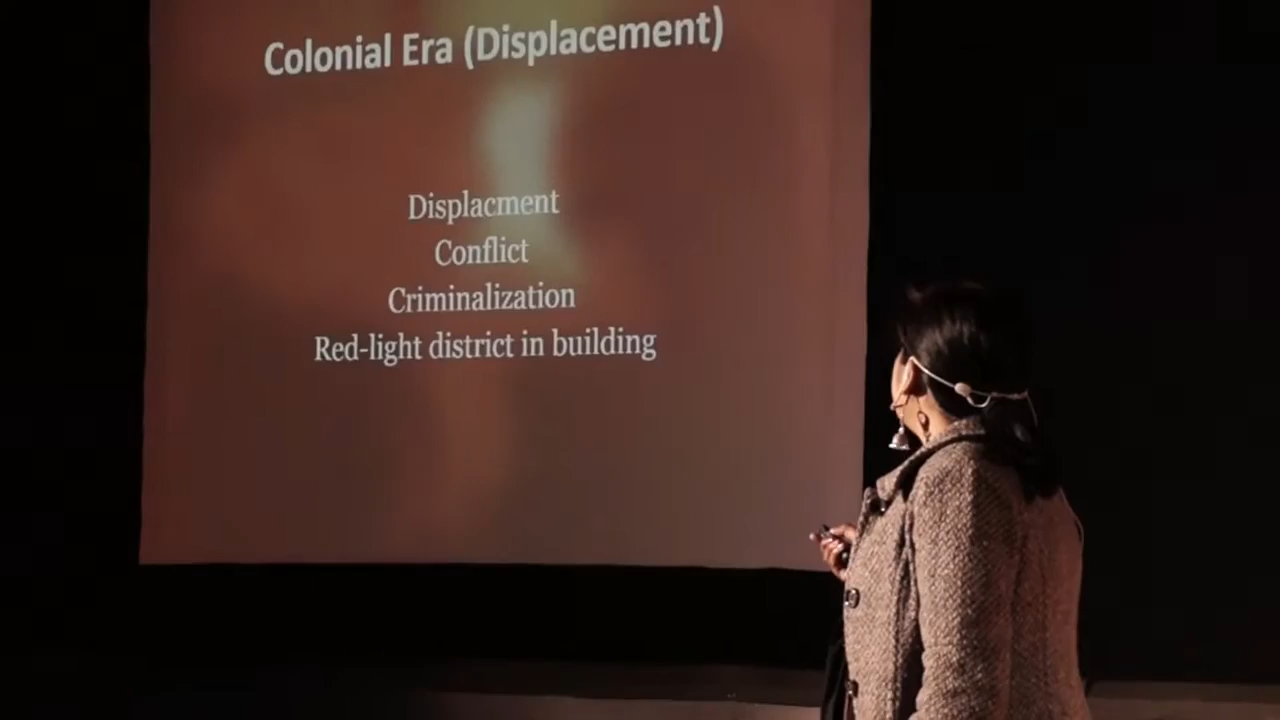 Colonial Era (Displacement)
Displacment
Conflict
Criminalization
Red-light district in building